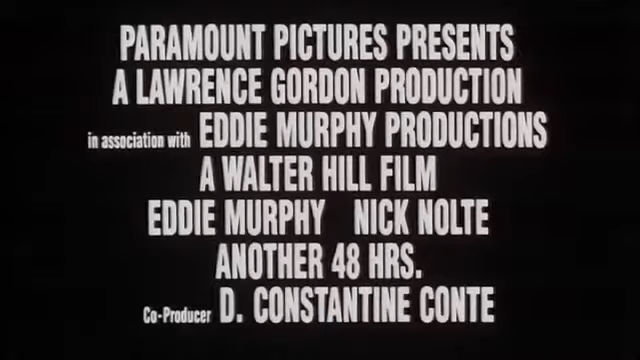 PARAMOUNT PICTURES PRESENTS
A LAWRENCE GORDON PRODUCTION
in association with EDDIE MURPHY PRODUCTIONS
A WALTER HILL FILM
EDDIE MURPHY NICK NOLTE
ANOTHER 48 HRS.
Co-Producer D. CONSTANTINE CONTE